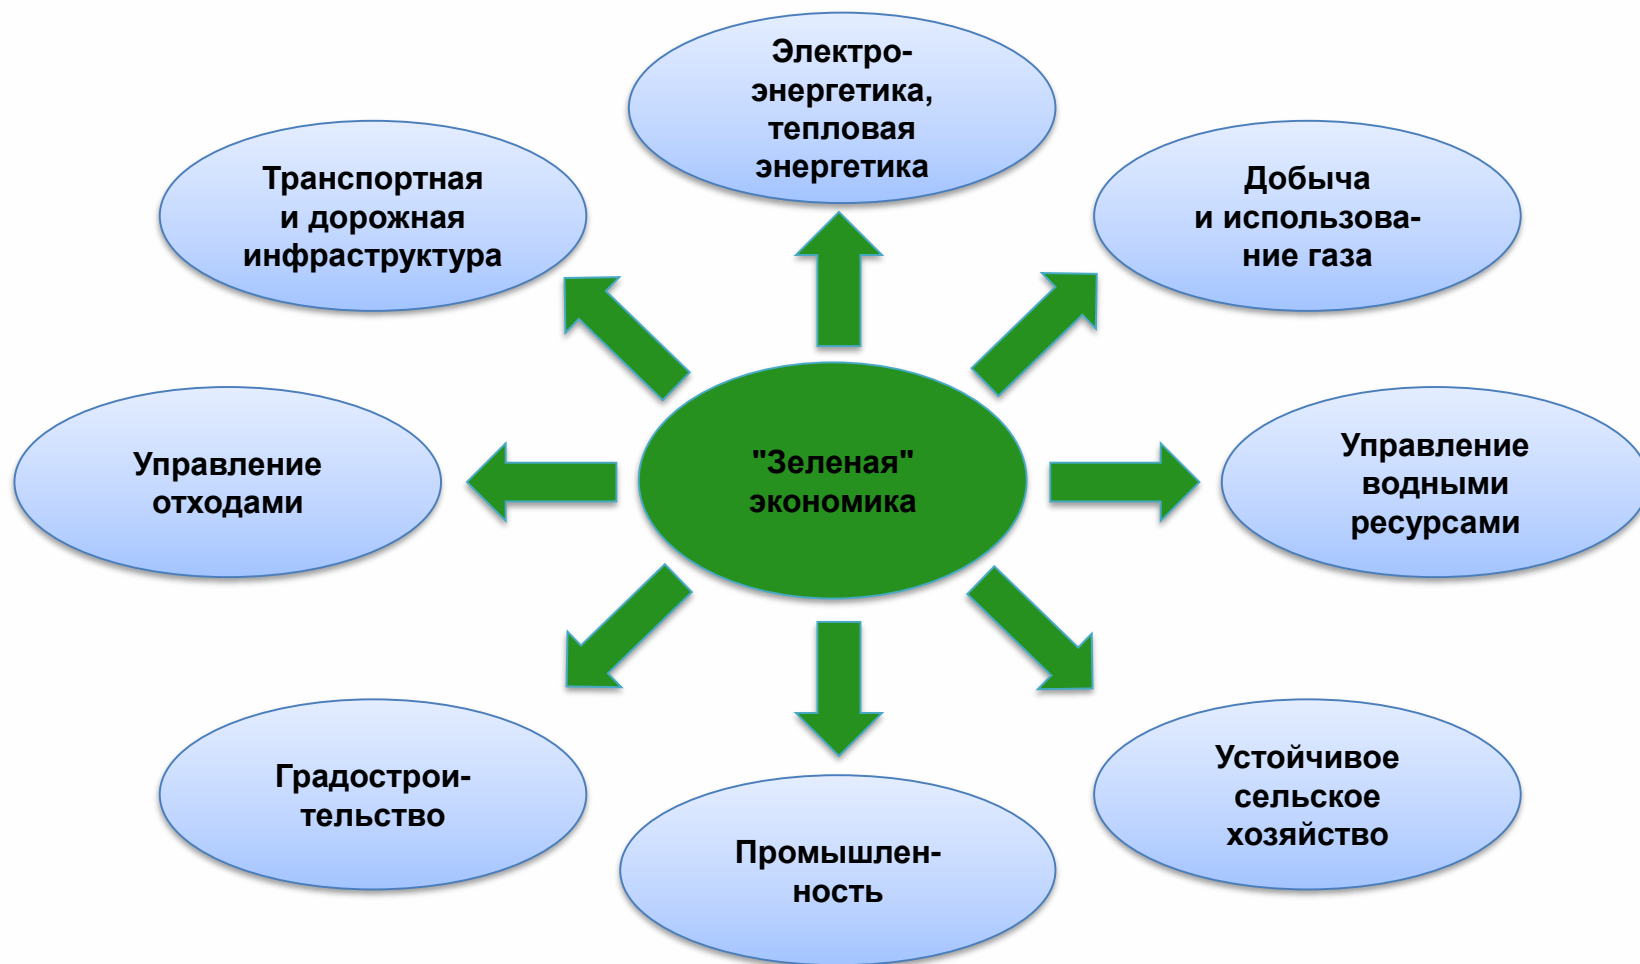 Электро-
энергетика,
тепловая
энергетика
Транспортная
и дорожная
инфраструктура
Добыча
и использова-
ние газа
Управление
отходами
"Зеленая"
экономика
Управление
водными
ресурсами
Градострои-
тельство
Промышлен-
ность
Устойчивое
сельское
хозяйство